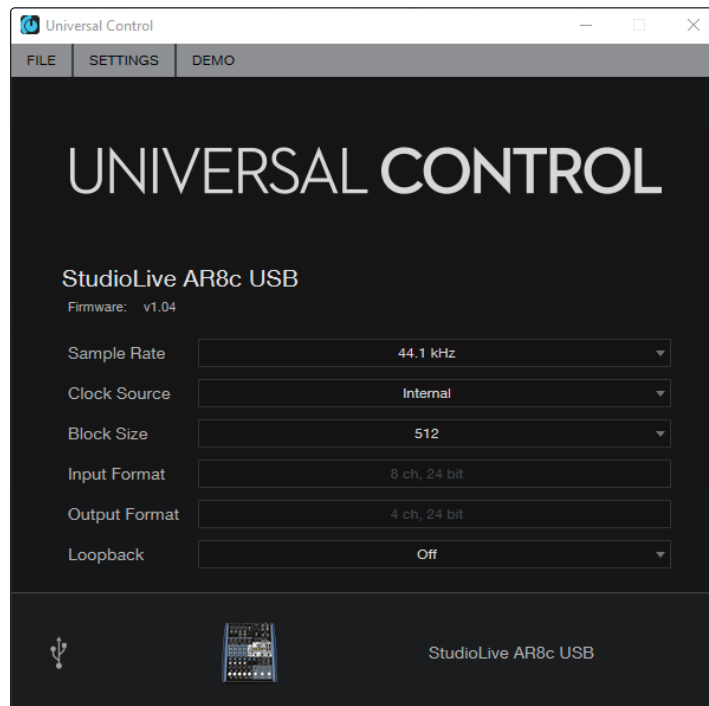 Universal Control
FILE SETTINGS DEMO
UNIVERSAL CONTROL
StudioLive AR8c USB
Firmware: v1.04
Sample Rate 44.1 kHz
Clock Source Internal
Block Size 512
Input Format 8 ch, 24 bit
Output Format 4 ch, 24 bit
Loopback Off
StudioLive AR8c USB